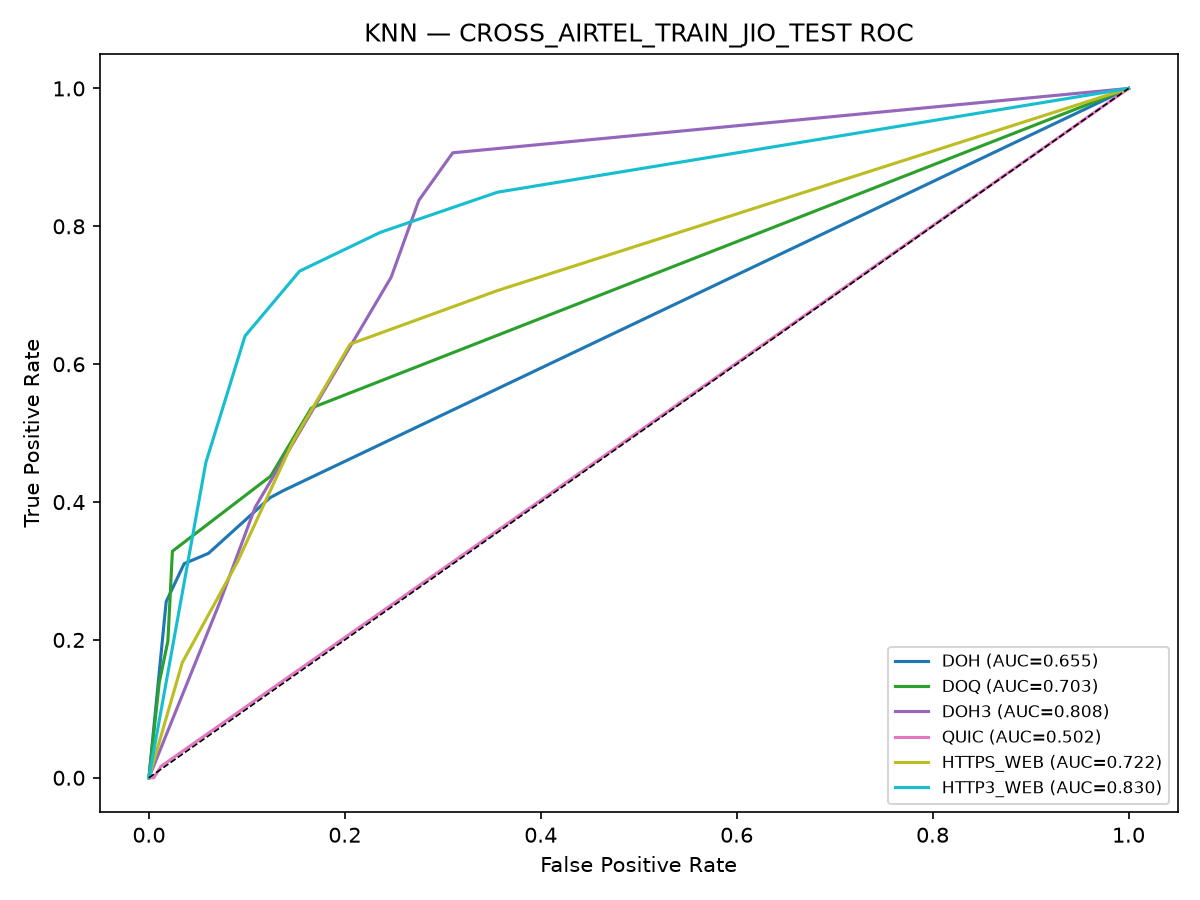 KNN — CROSS_AIRTEL_TRAIN_JIO_TEST ROC
True Positive Rate
1.0
0.8
0.6
0.4
0.2
0.0
DOH (AUC=0.655)
DOQ (AUC=0.703)
DOH3 (AUC=0.808)
QUIC (AUC=0.502)
HTTPS_WEB (AUC=0.722)
HTTP3_WEB (AUC=0.830)
0.0 0.2 0.4 0.6 0.8 1.0
False Positive Rate